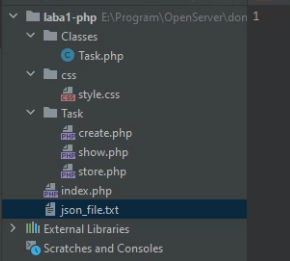 laba1-php E:\Program\OpenServer\don
1
Classes
Task.php
css
style.css
Task
create.php
show.php
store.php
index.php
json_file.txt
External Libraries
Scratches and Consoles